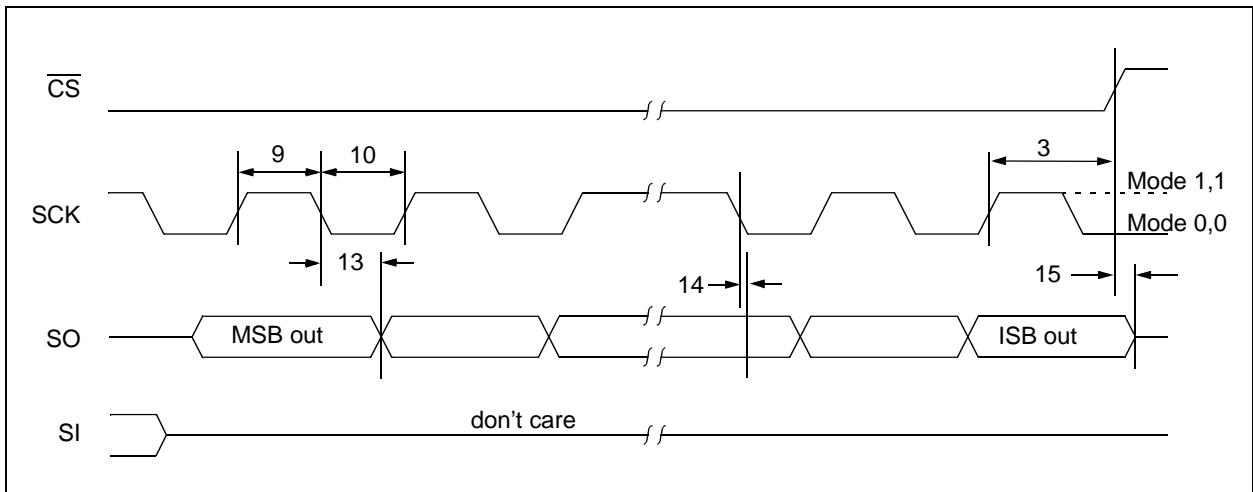 CS
9
10
3
Mode 1,1
SCK
Mode 0,0
13
14
15
SO
MSB out
ISB out
SI
don't care